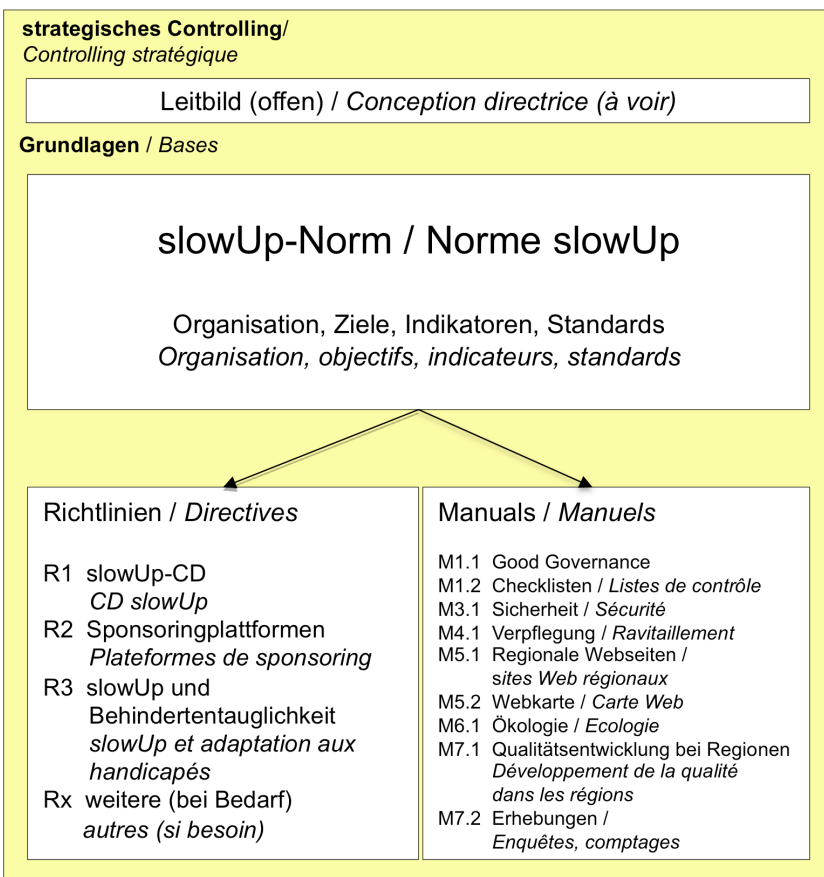 strategisches Controlling/
Controlling stratégique
Leitbild (offen) / Conception directrice (à voir)
Grundlagen / Bases
slowUp-Norm / Norme slowUp
Organisation, Ziele, Indikatoren, Standards
Organisation, objectifs, indicateurs, standards
Richtlinien / Directives
R1 slowUp-CD
CD slowUp
R2 Sponsoringplattformen
Plateformes de sponsoring
R3 slowUp und
Behindertentauglichkeit
slowUp et adaptation aux
handicapés
Rx weitere (bei Bedarf)
autres (si besoin)
Manuals / Manuels
M1.1 Good Governance
M1.2 Checklisten / Listes de contrôle
M3.1 Sicherheit / Sécurité
M4.1 Verpflegung / Ravitaillement
M5.1 Regionale Webseiten /
sites Web régionaux
M5.2 Webkarte / Carte Web
M6.1 Ökologie / Ecologie
M7.1 Qualitätsentwicklung bei Regionen
Développement de la qualité
dans les régions
M7.2 Erhebungen /
Enquêtes, comptages